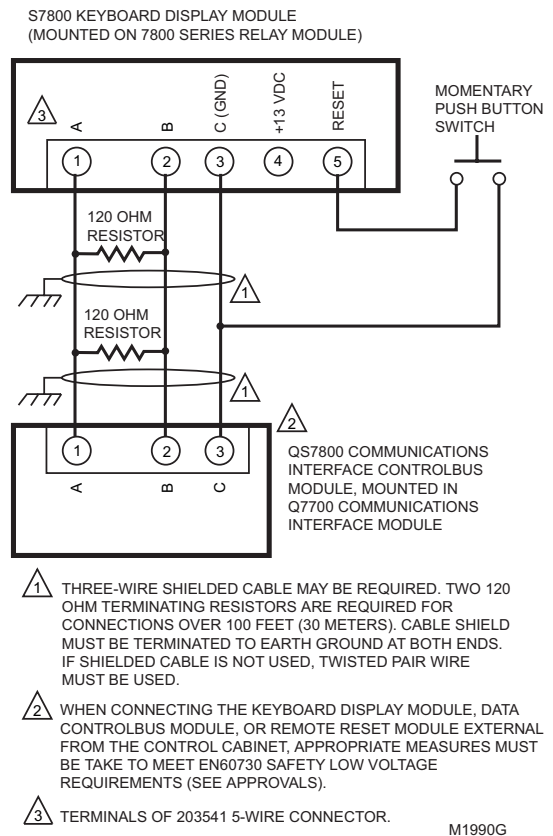 S7800 KEYBOARD DISPLAY MODULE
(MOUNTED ON 7800 SERIES RELAY MODULE)
3
A
B
C (GND)
+13 VDC
RESET
MOMENTARY
PUSH BUTTON
SWITCH
1
2
3
4
5
120 OHM
RESISTOR
1
120 OHM
RESISTOR
1
2
1
2
3
A
B
C
QS7800 COMMUNICATIONS
INTERFACE CONTROLBUS
MODULE, MOUNTED IN
Q7700 COMMUNICATIONS
INTERFACE MODULE
1 THREE-WIRE SHIELDED CABLE MAY BE REQUIRED. TWO 120
OHM TERMINATING RESISTORS ARE REQUIRED FOR
CONNECTIONS OVER 100 FEET (30 METERS). CABLE SHIELD
MUST BE TERMINATED TO EARTH GROUND AT BOTH ENDS.
IF SHIELDED CABLE IS NOT USED, TWISTED PAIR WIRE
MUST BE USED.
2 WHEN CONNECTING THE KEYBOARD DISPLAY MODULE, DATA
CONTROLBUS MODULE, OR REMOTE RESET MODULE EXTERNAL
FROM THE CONTROL CABINET, APPROPRIATE MEASURES MUST
BE TAKE TO MEET EN60730 SAFETY LOW VOLTAGE
REQUIREMENTS (SEE APPROVALS).
3 TERMINALS OF 203541 5-WIRE CONNECTOR.
M1990G